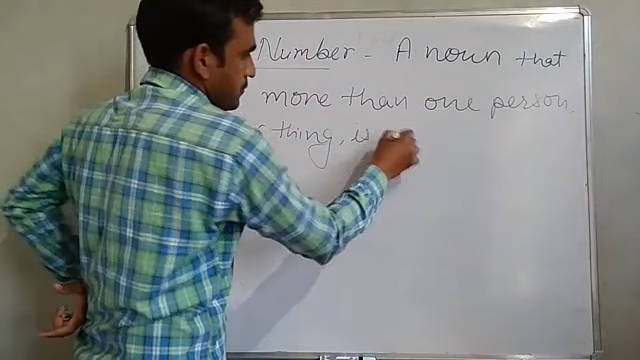 Number - A noun that
more than one person,
thing, is